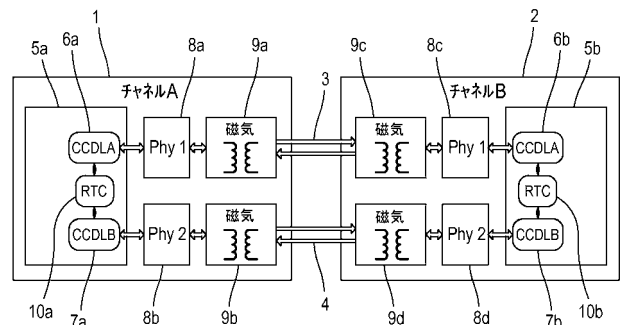 1
2
5a
6a
8a
9a
3
9c
8c
6b
5b
チャネルA
チャネルB
CCDLA
Phy 1
磁気
磁気
Phy 1
CCDLA
RTC
RTC
CCDLB
Phy 2
磁気
磁気
Phy 2
CCDLB
10a
7a
8b
9b
4
9d
8d
7b
10b